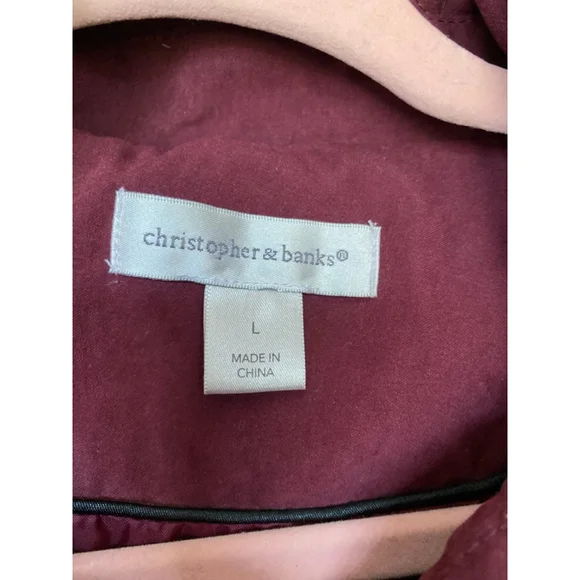 christopher & banks®
L
MADE IN
CHINA